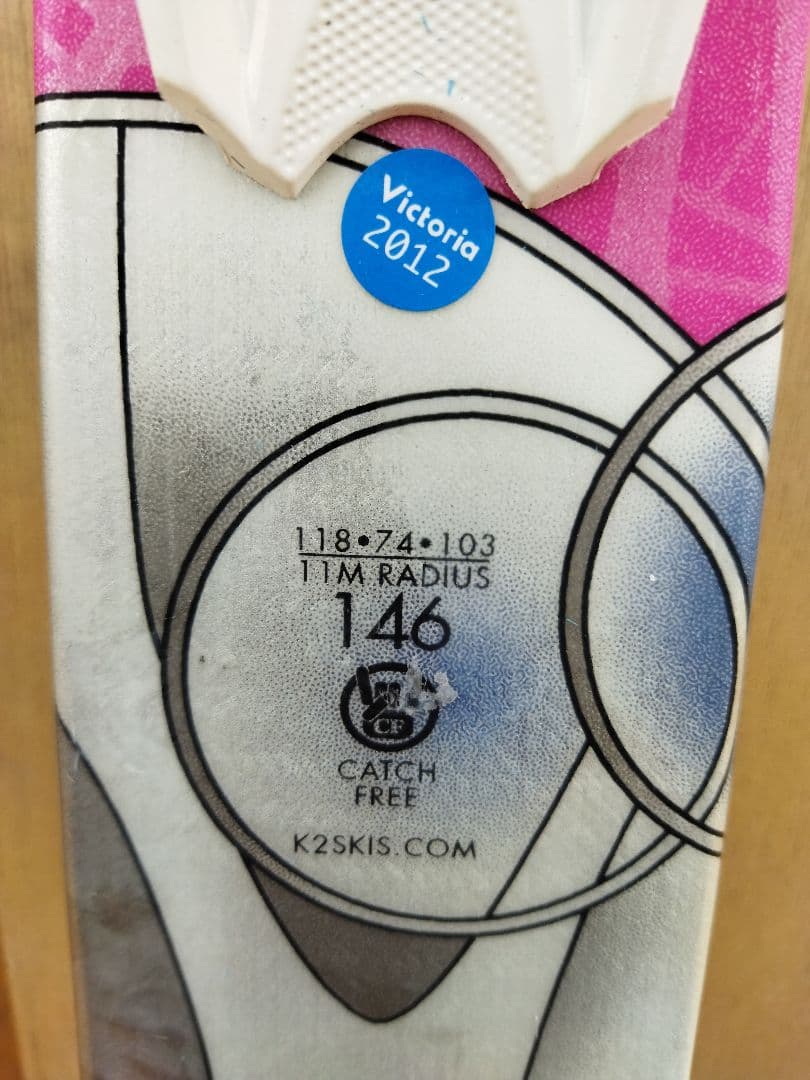 Victoria
2012
118•74•103
11M RADIUS
146
CF
CATCH
FREE
K2SKIS.COM